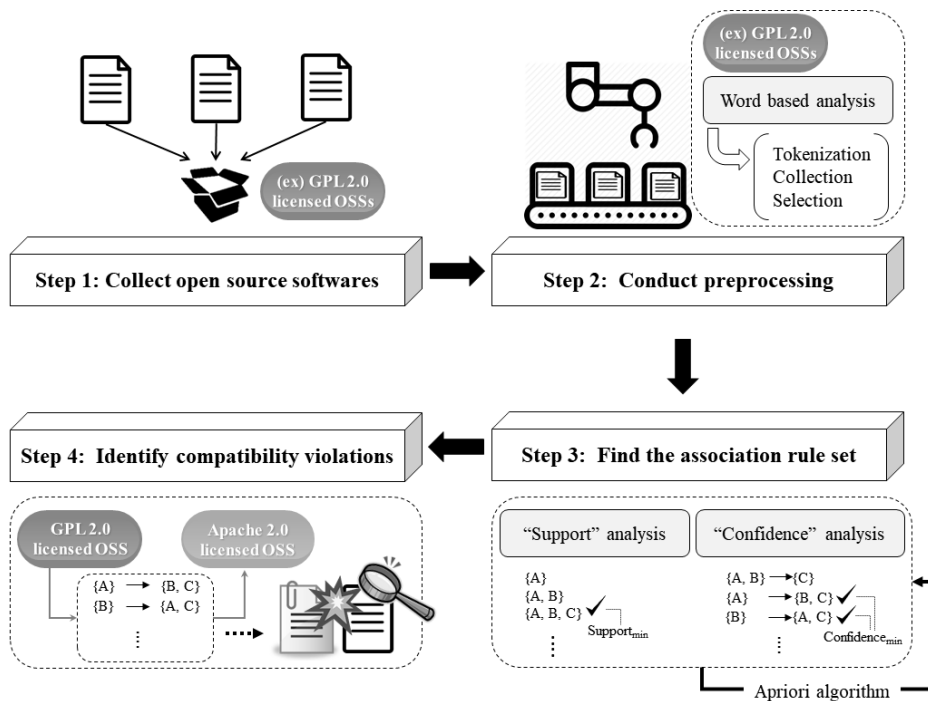 (ex) GPL 2.0
licensed OSSs
Step 1: Collect open source softwares
(ex) GPL 2.0
licensed OSSs
Word based analysis
Tokenization
Collection
Selection
Step 2: Conduct preprocessing
Step 3: Find the association rule set
"Support" analysis
{A}
{A, B}
{A, B, C}
Supportmin
"Confidence" analysis
{A, B} → {C}
{A} → {B, C}
{B} → {A, C}
Confidencemin
Apriori algorithm
Step 4: Identify compatibility violations
GPL 2.0
licensed OSS
Apache 2.0
licensed OSS
{A} → {B, C}
{B} → {A, C}